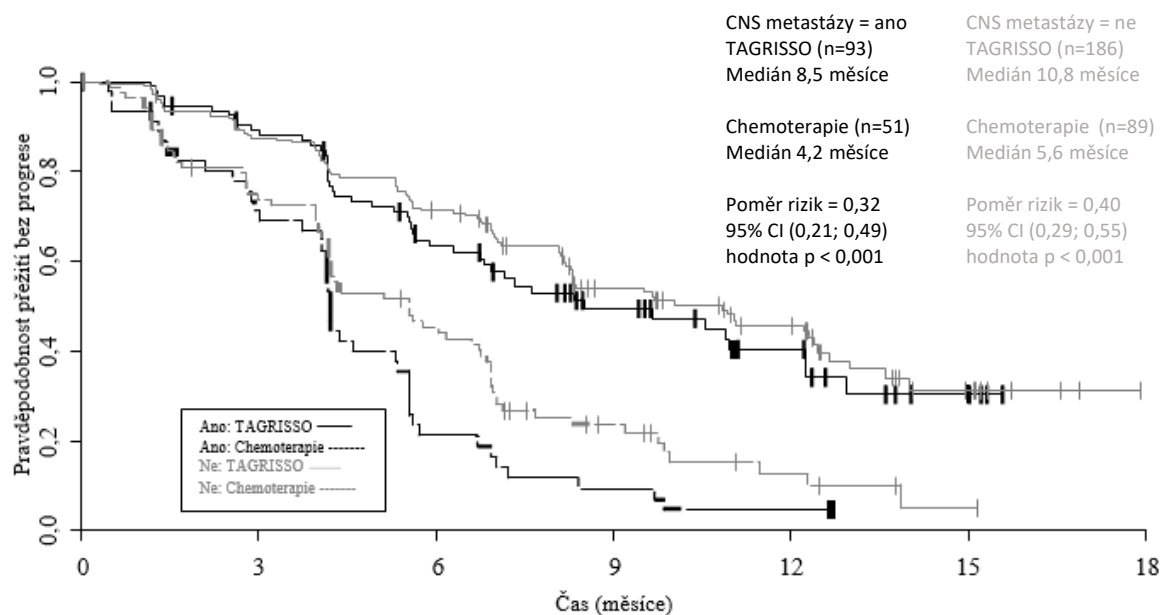 CNS metastázy = ano
TAGRISSO (n=93)
Medián 8,5 měsíce
Chemoterapie (n=51)
Medián 4,2 měsíce
Poměr rizik = 0,32
95% CI (0,21; 0,49)
hodnota p < 0,001
CNS metastázy = ne
TAGRISSO (n=186)
Medián 10,8 měsíce
Chemoterapie (n=89)
Medián 5,6 měsíce
Poměr rizik = 0,40
95% CI (0,29; 0,55)
hodnota p < 0,001
Pravděpodobnost přežití bez progrese
1,0
0,8
0,6
0,4
0,2
0,0
Ano: TAGRISSO
Ano: Chemoterapie
Ne: TAGRISSO
Ne: Chemoterapie
0 3 6 9 12 15 18
Čas (měsíce)